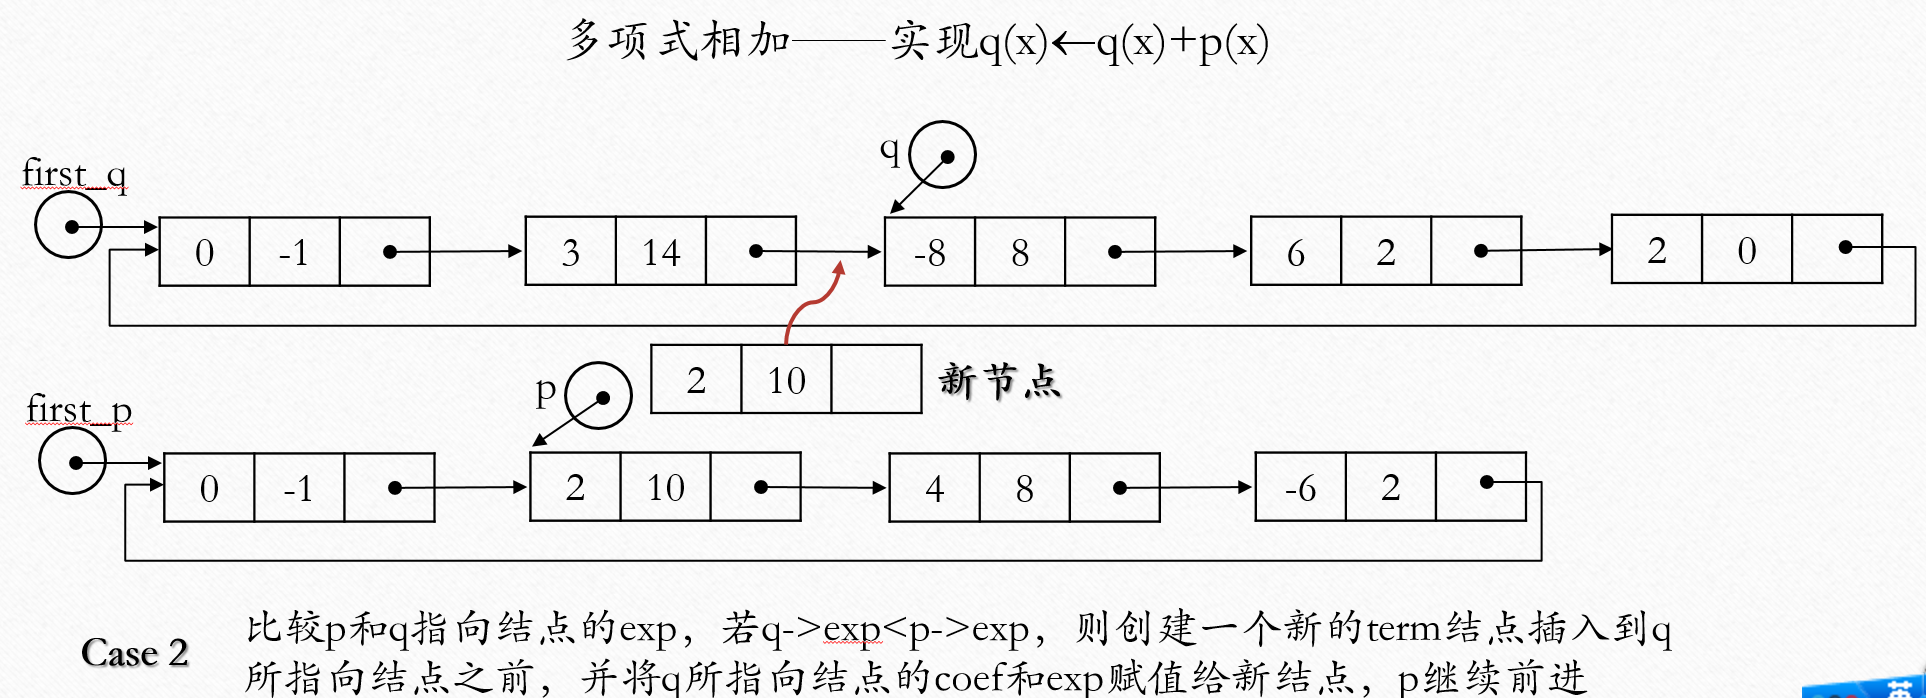 多项式相加——实现q(x)←q(x)+p(x)
q
first_q
0 -1 3 14 -8 8 6 2 2 0
2 10 新节点
p
first_p
0 -1 2 10 4 8 -6 2
Case 2 比较p和q指向结点的exp，若q->exp<p->exp，则创建一个新的term结点插入到q
所指向结点之前，并将q所指向结点的coef和exp赋值给新结点，p继续前进
英